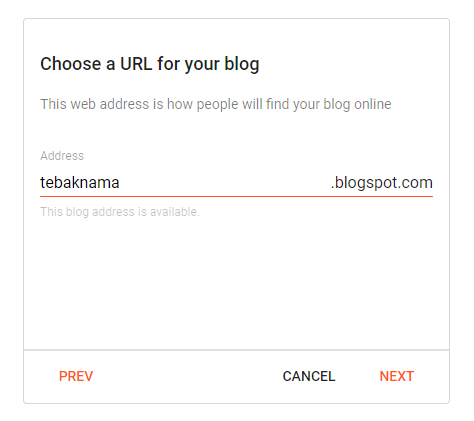 Choose a URL for your blog
This web address is how people will find your blog online
Address
tebaknama .blogspot.com
This blog address is available.
PREV CANCEL NEXT